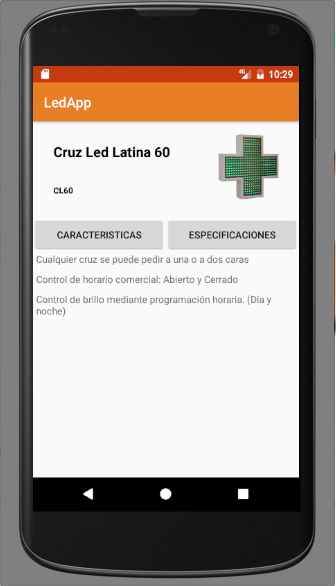 4G 10:29
LedApp
Cruz Led Latina 60
CL60
CARACTERISTICAS ESPECIFICACIONES
Cualquier cruz se puede pedir a una o a dos caras
Control de horario comercial: Abierto y Cerrado
Control de brillo mediante programación horaria. (Día y
noche)